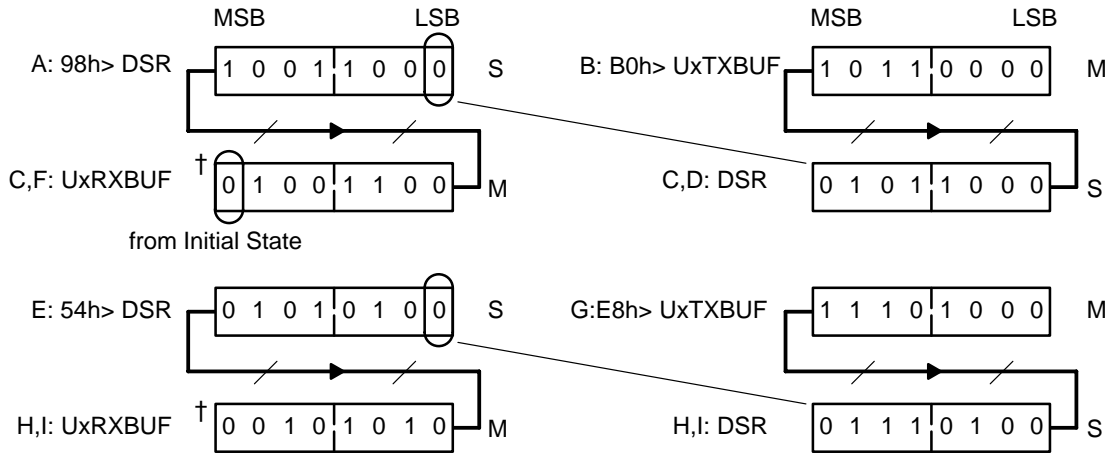 MSB LSB MSB LSB
A: 98h> DSR 1 0 0 1 1 0 0 0 S B: B0h> UxTXBUF 1 0 1 1 0 0 0 0 M
† C,F: UxRXBUF 0 1 0 0 1 1 0 0 M C,D: DSR 0 1 0 1 1 0 0 0 S
from Initial State
E: 54h> DSR 0 1 0 1 0 1 0 0 S G:E8h> UxTXBUF 1 1 1 0 1 0 0 0 M
† H,I: UxRXBUF 0 0 1 0 1 0 1 0 M H,I: DSR 0 1 1 1 0 1 0 0 S